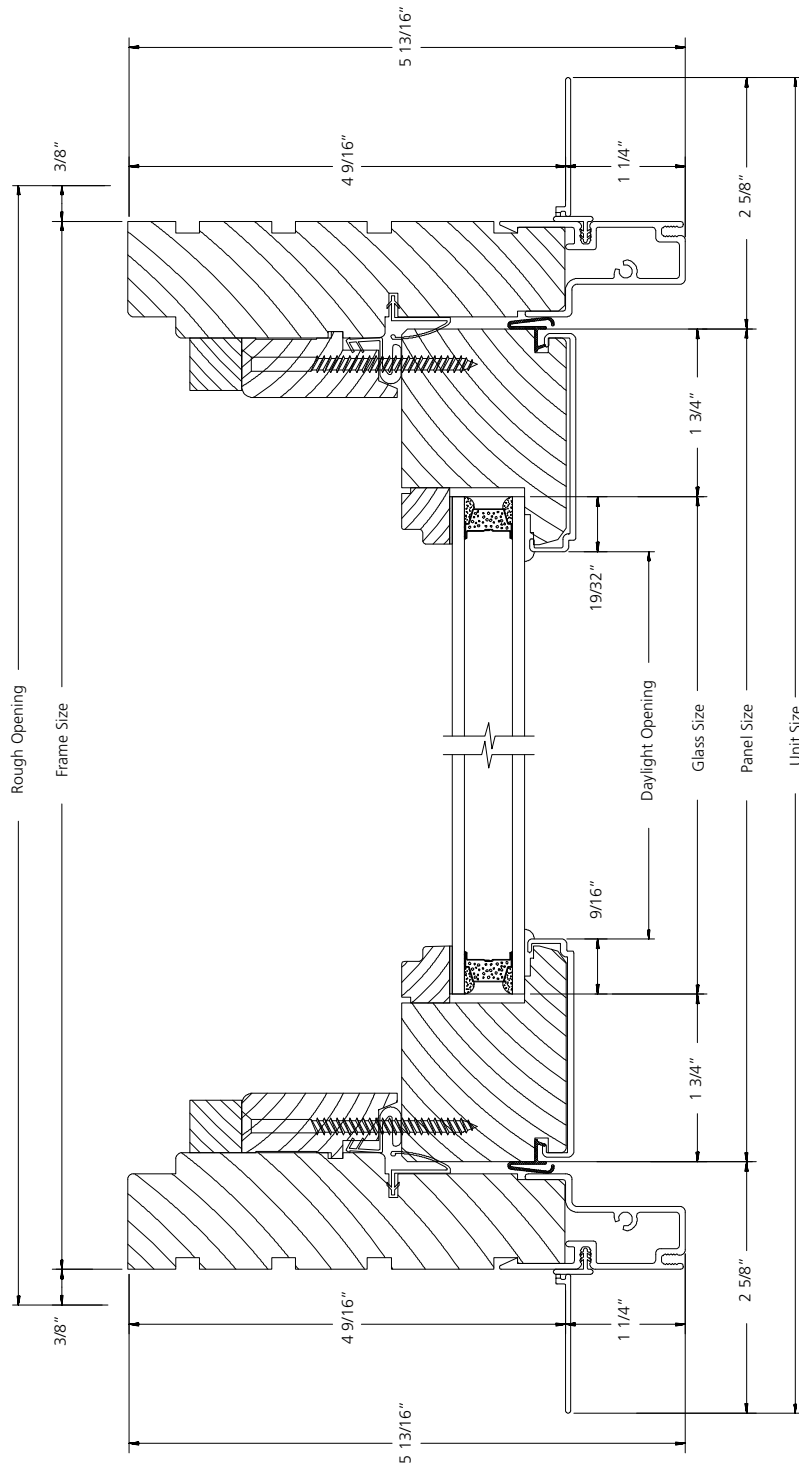 Rough Opening
Frame Size
3/8"
3/8"
5 13/16"
4 9/16"
1 1/4"
2 5/8"
1 3/4"
19/32"
Daylight Opening
Glass Size
Panel Size
Unit Size
9/16"
1 3/4"
4 9/16"
1 1/4"
2 5/8"
5 13/16"